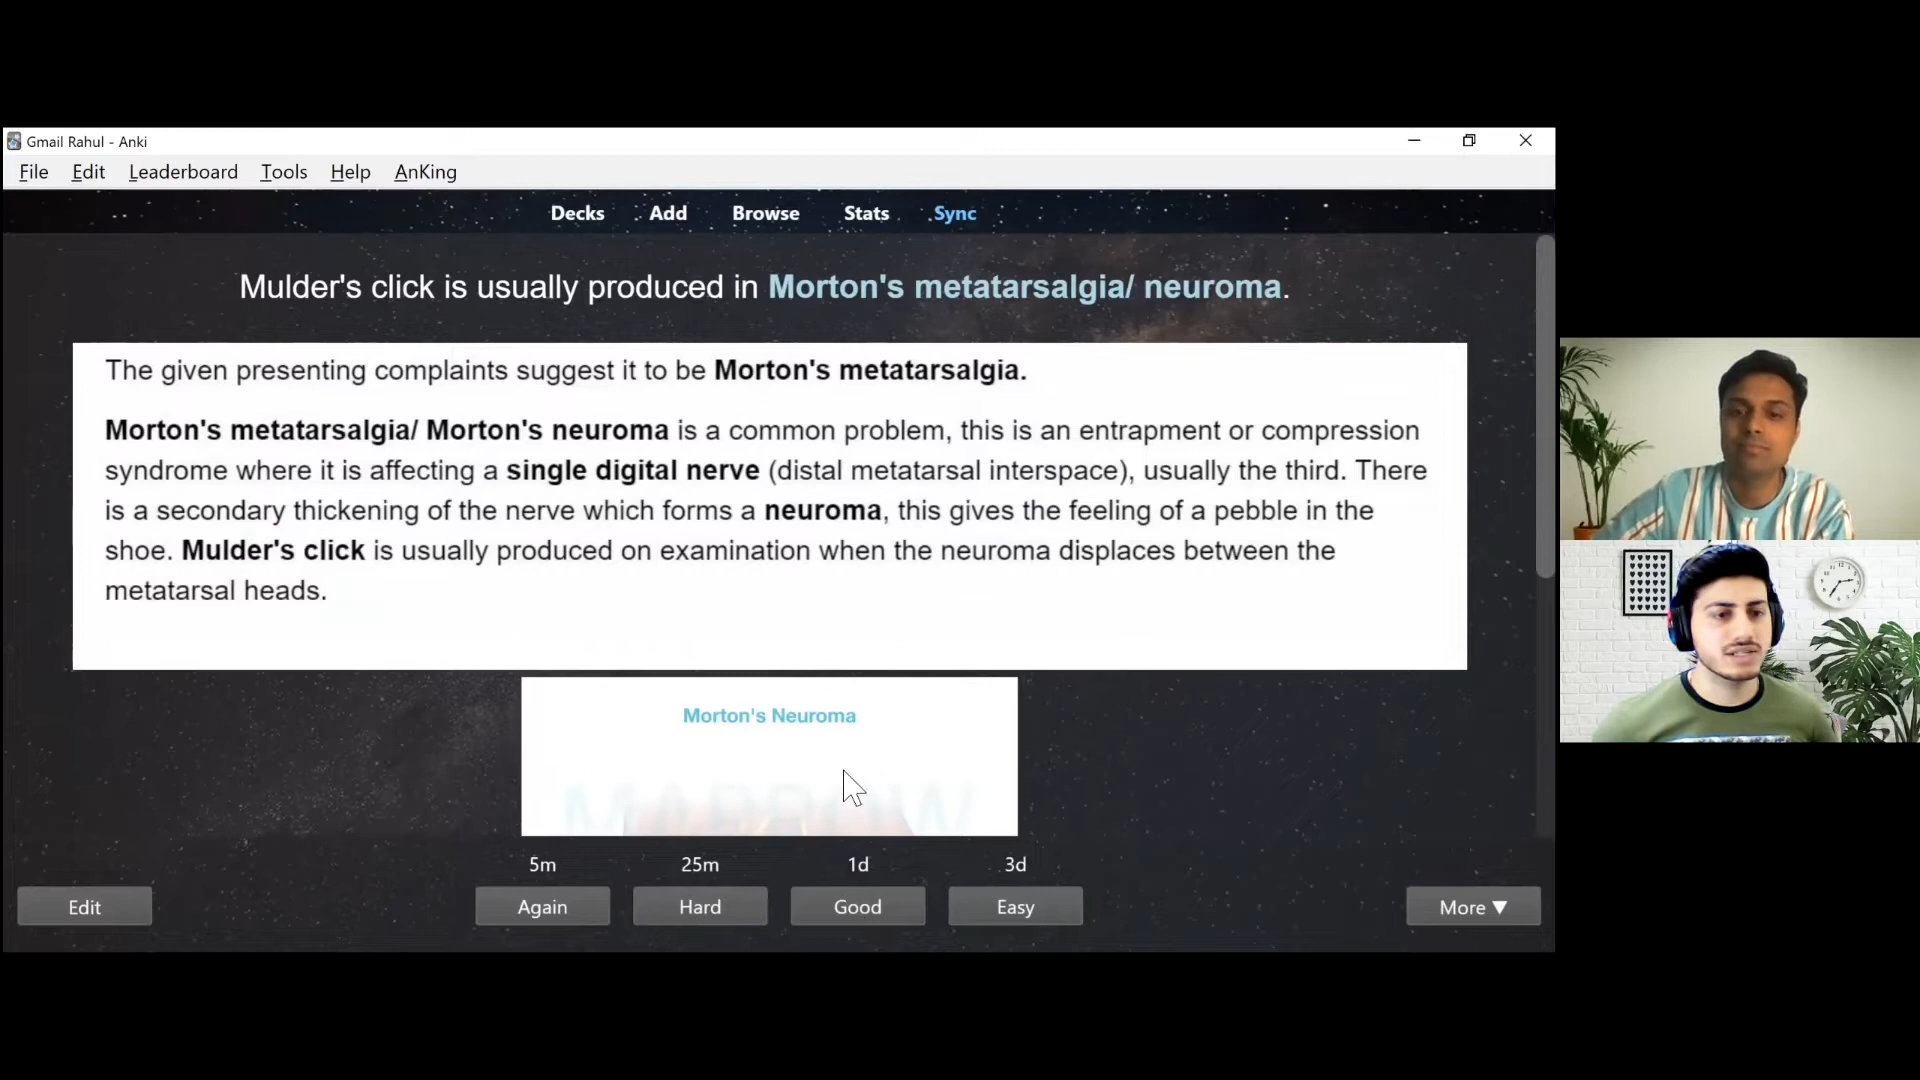 Gmail Rahul - Anki
File Edit Leaderboard Tools Help AnKing
Decks Add Browse Stats Sync
Mulder's click is usually produced in Morton's metatarsalgia/ neuroma.
The given presenting complaints suggest it to be Morton's metatarsalgia.
Morton's metatarsalgia/ Morton's neuroma is a common problem, this is an entrapment or compression
syndrome where it is affecting a single digital nerve (distal metatarsal interspace), usually the third. There
is a secondary thickening of the nerve which forms a neuroma, this gives the feeling of a pebble in the
shoe. Mulder's click is usually produced on examination when the neuroma displaces between the
metatarsal heads.
Morton's Neuroma
MARROW
5m 25m 1d 3d
Edit Again Hard Good Easy More ▼